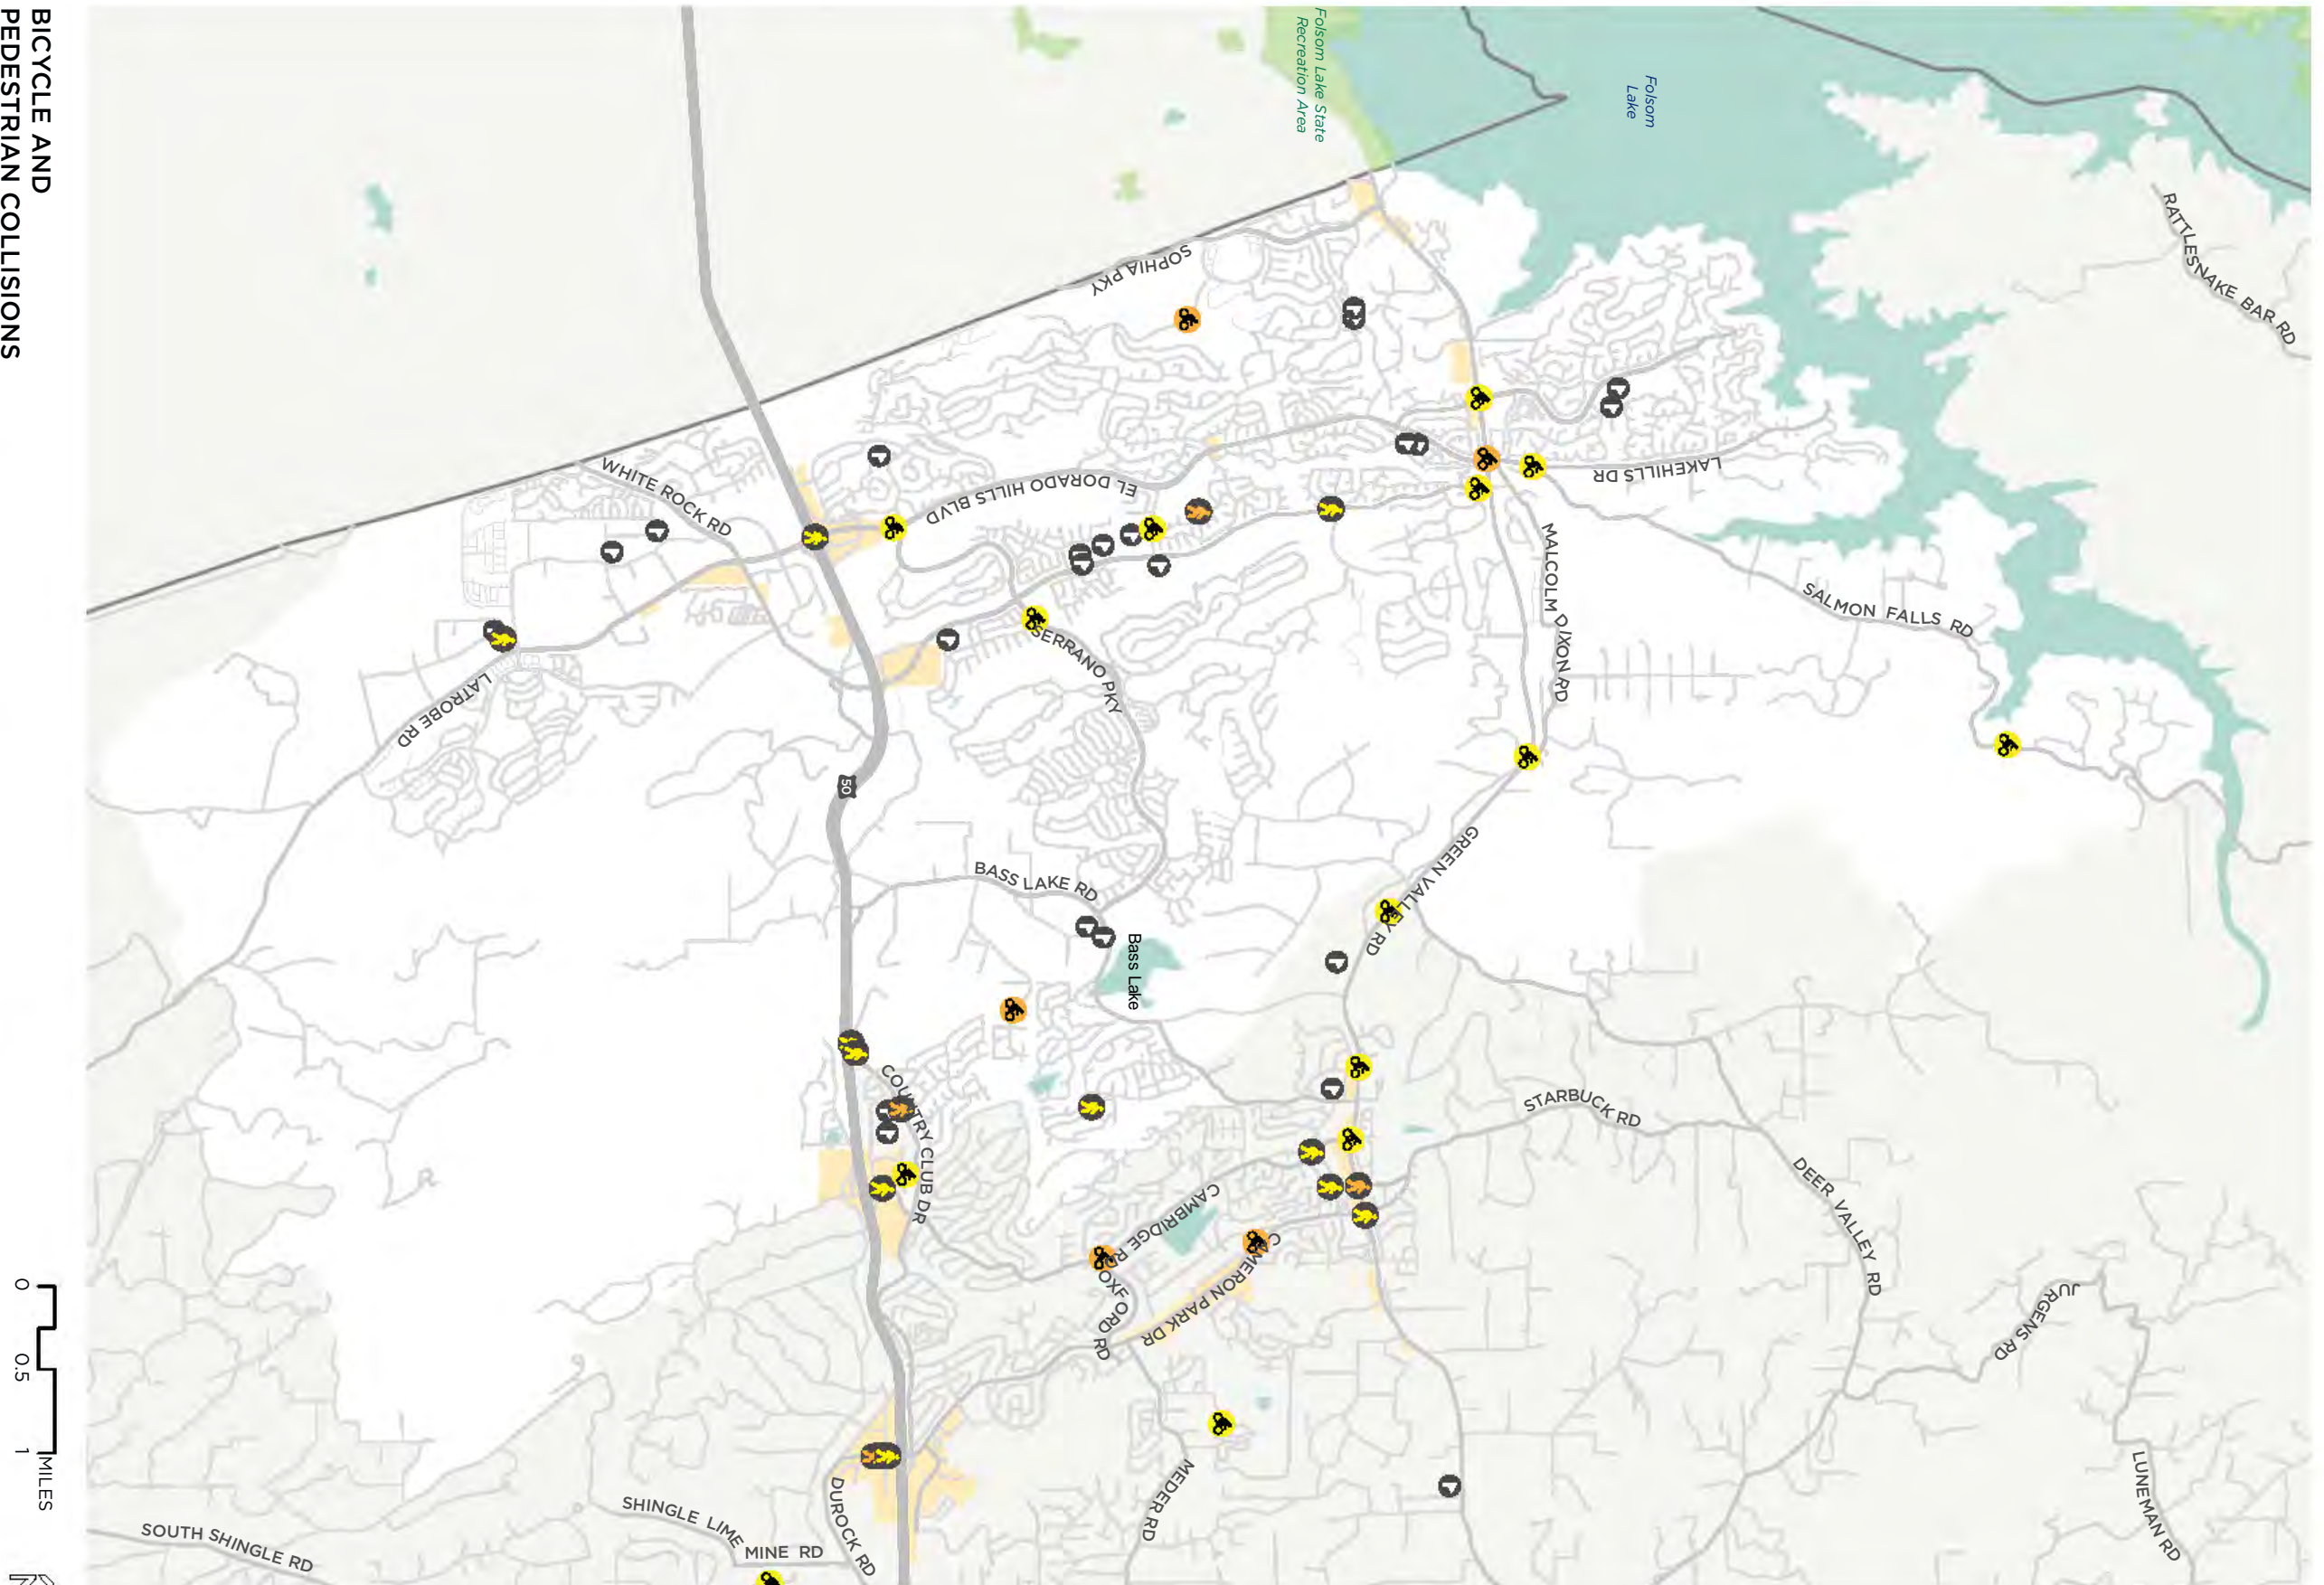 BICYCLE AND
PEDESTRIAN COLLISIONS
Folsom Lake State
Recreation Area
Folsom
Lake
RATTLESNAKE BAR RD
SOPHIA PKY
WHITE ROCK RD
EL DORADO HILLS BLVD
LAKEHILLS DR
MALCOLM DIXON RD
SALMON FALLS RD
SERRANO PKY
LATROBE RD
50
GREEN VALLEY RD
BASS LAKE RD
Bass Lake
COUNTRY CLUB DR
STARBUCK RD
DEER VALLEY RD
CAMBRIDGE RD
CAMERON PARK DR
OXFORD RD
JURGENS RD
LUNEMAN RD
MEDER RD
DUROCK RD
SHINGLE LIME
MINE RD
SOUTH SHINGLE RD
0 0.5 1 MILES